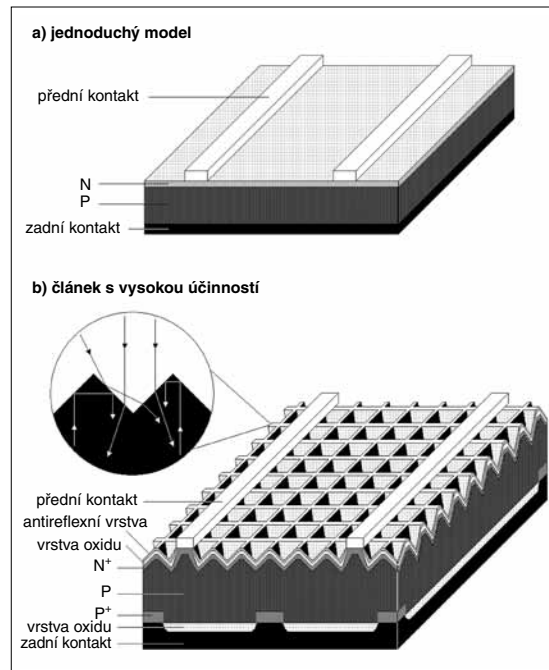 a) jednoduchý model
přední kontakt
N
P
zadní kontakt
b) článek s vysokou účinností
přední kontakt
antireflexní vrstva
vrstva oxidu
N⁺
P
P⁺
vrstva oxidu
zadní kontakt